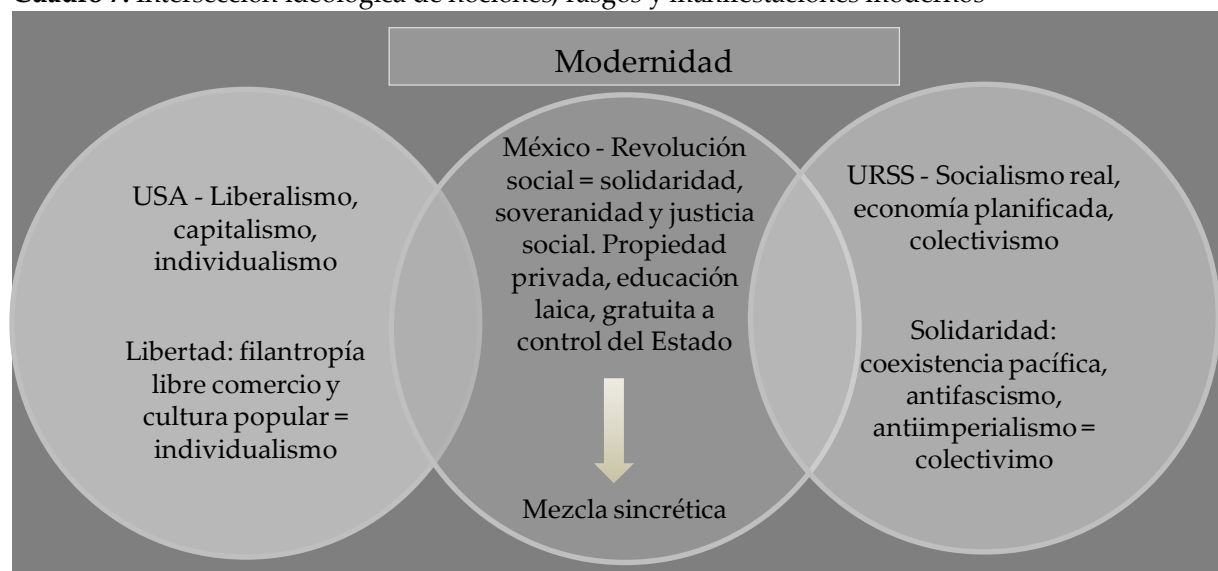 Cuadro 7. Intersección ideológica de nociones, rasgos y manifestaciones modernos
Modernidad
USA - Liberalismo,
capitalismo,
individualismo
Libertad: filantropía
libre comercio y
cultura popular =
individualismo
México - Revolución
social = solidaridad,
soveranidad y justicia
social. Propiedad
privada, educación
laica, gratuita a
control del Estado
Mezcla sincrética
URSS - Socialismo real,
economía planificada,
colectivismo
Solidaridad:
coexistencia pacífica,
antifascismo,
antiimperialismo =
colectivimo